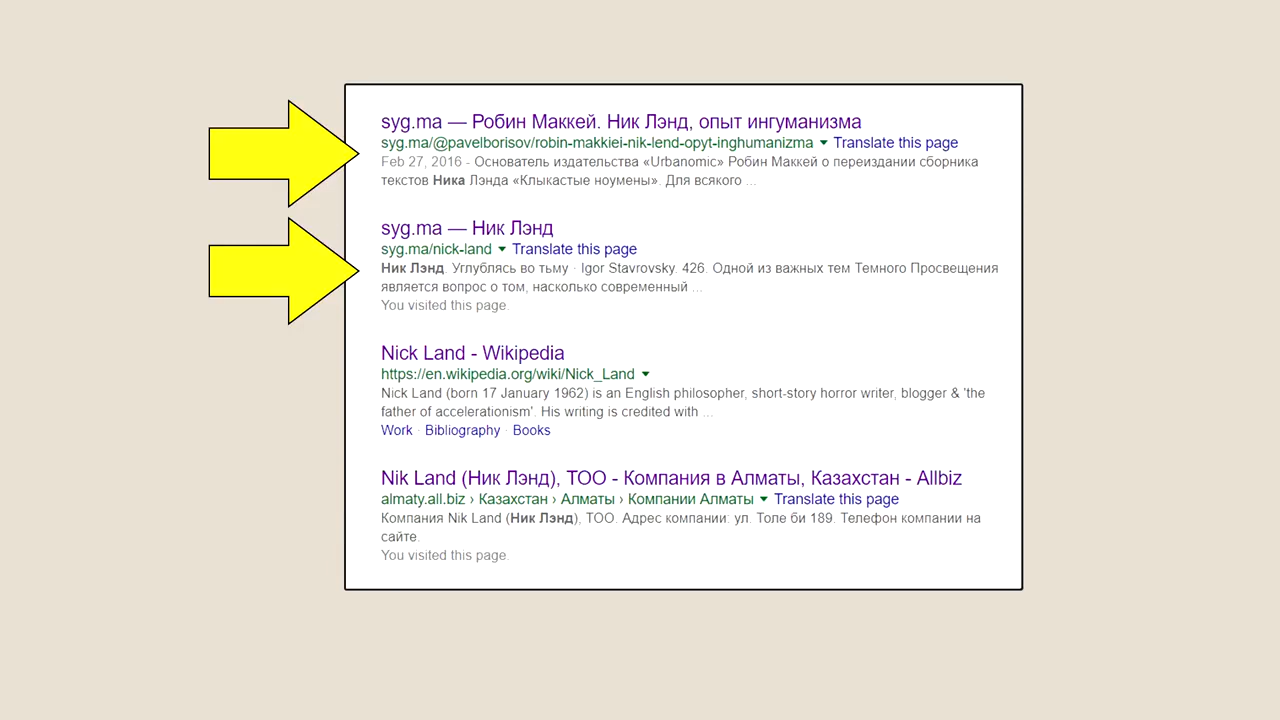 syg.ma — Робин Маккей. Ник Лэнд, опыт ингуманизма
syg.ma/@pavelborisov/robin-makkiei-nik-lend-opyt-inghumanizma ▼ Translate this page
Feb 27, 2016 - Основатель издательства «Urbanomic» Робин Маккей о переиздании сборника
текстов Ника Лэнда «Клыкастые ноумены». Для всякого ...
syg.ma — Ник Лэнд
syg.ma/nick-land ▼ Translate this page
Ник Лэнд. Углубляясь во тьму · Igor Stavrovsky. 426. Одной из важных тем Темного Просвещения
является вопрос о том, насколько современный ...
You visited this page.
Nick Land - Wikipedia
https://en.wikipedia.org/wiki/Nick_Land ▼
Nick Land (born 17 January 1962) is an English philosopher, short-story horror writer, blogger & 'the
father of accelerationism'. His writing is credited with ...
Work · Bibliography · Books
Nik Land (Ник Лэнд), ТОО - Компания в Алматы, Казахстан - Allbiz
almaty.all.biz › Казахстан › Алматы › Компании Алматы ▼ Translate this page
Компания Nik Land (Ник Лэнд), ТОО. Адрес компании: ул. Толе би 189. Телефон компании на
сайте.
You visited this page.